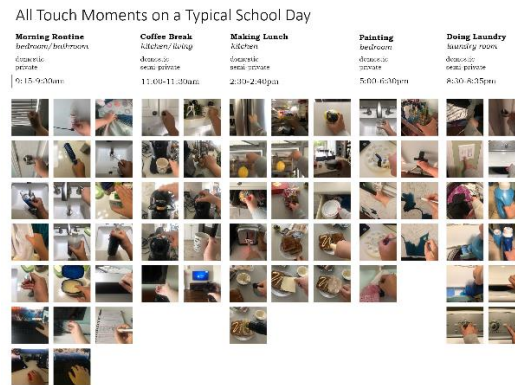 All Touch Moments on a Typical School Day
Morning Routine
bedroom/bathroom
domestic
private
9:15-9:30am
Coffee Break
kitchen/living
domestic
semi-private
11:00-11:30am
Making Lunch
kitchen
domestic
semi-private
2:30-2:40pm
Painting
bedroom
domestic
private
5:00-6:30pm
Doing Laundry
laundry room
domestic
semi-private
8:30-8:35pm